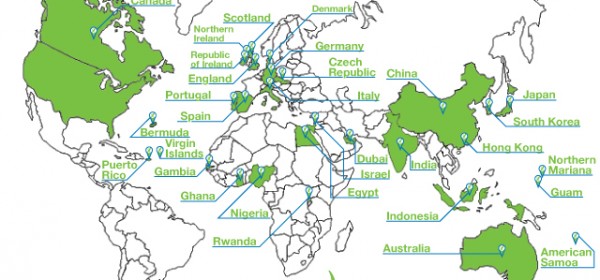 Canada
Scotland
Denmark
Northern
Ireland
Republic
of Ireland
Germany
England
Czech
Republic
China
Portugal
Italy
Japan
Spain
South Korea
Bermuda
Hong Kong
Virgin
Islands
Puerto
Rico
Gambia
Dubai
India
Israel
Northern
Mariana
Ghana
Egypt
Guam
Nigeria
Indonesia
Rwanda
Australia
American
Samoa